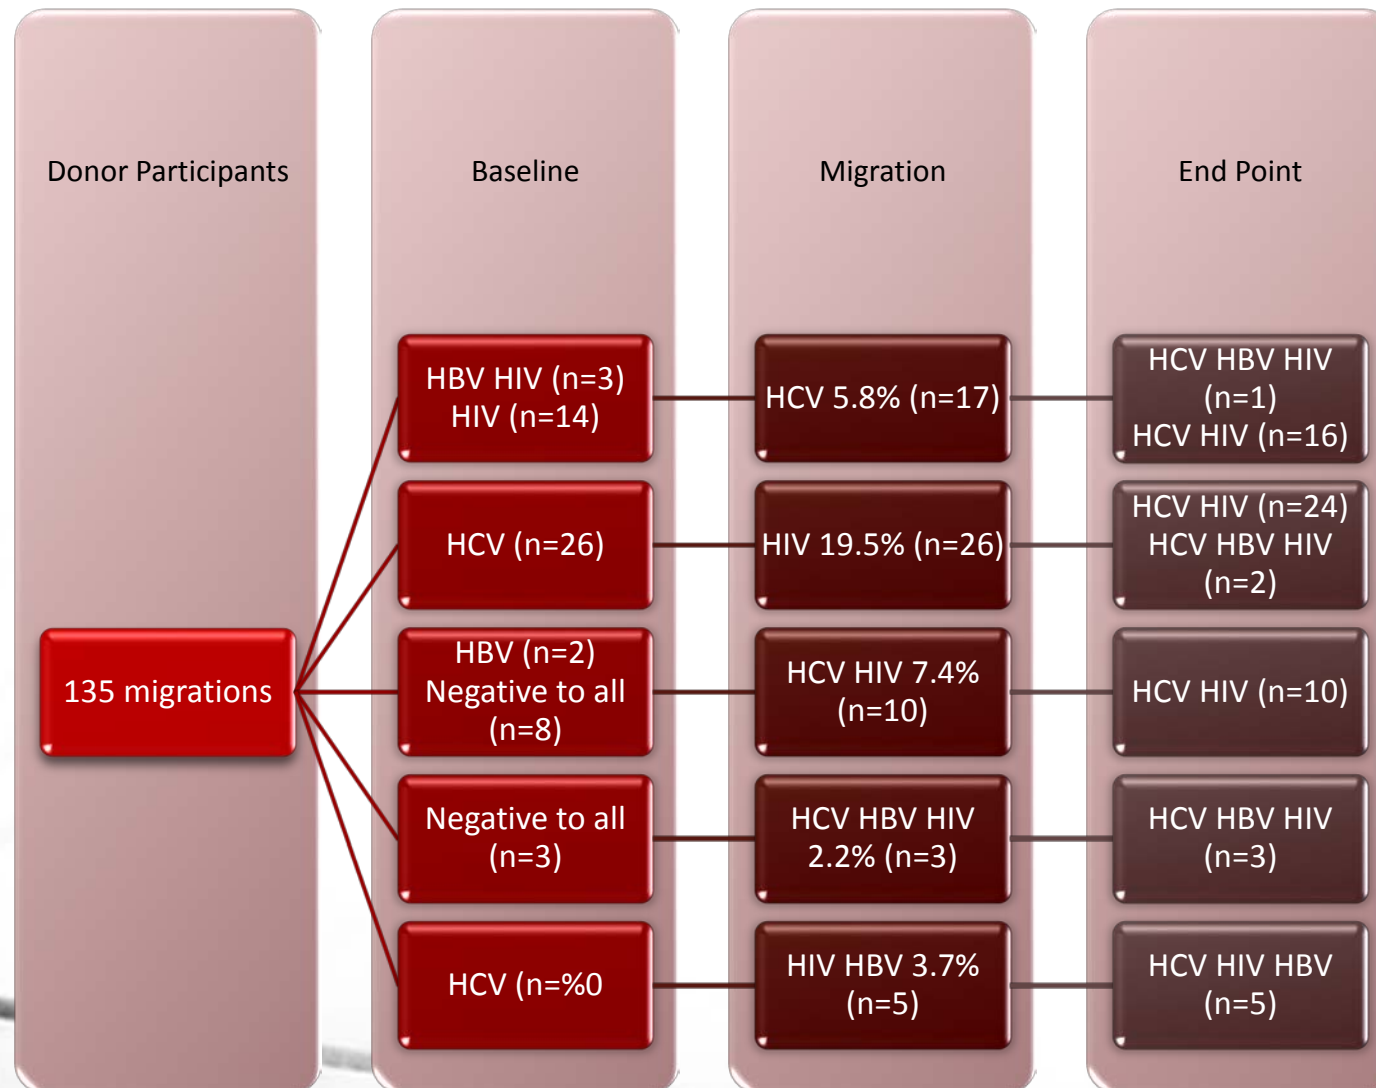 Donor Participants
Baseline
Migration
End Point
135 migrations
HBV HIV (n=3)
HIV (n=14)
HCV 5.8% (n=17)
HCV HBV HIV
(n=1)
HCV HIV (n=16)
HCV (n=26)
HIV 19.5% (n=26)
HCV HIV (n=24)
HCV HBV HIV
(n=2)
HBV (n=2)
Negative to all
(n=8)
HCV HIV 7.4%
(n=10)
HCV HIV (n=10)
Negative to all
(n=3)
HCV HBV HIV
2.2% (n=3)
HCV HBV HIV
(n=3)
HCV (n=%0
HIV HBV 3.7%
(n=5)
HCV HIV HBV
(n=5)